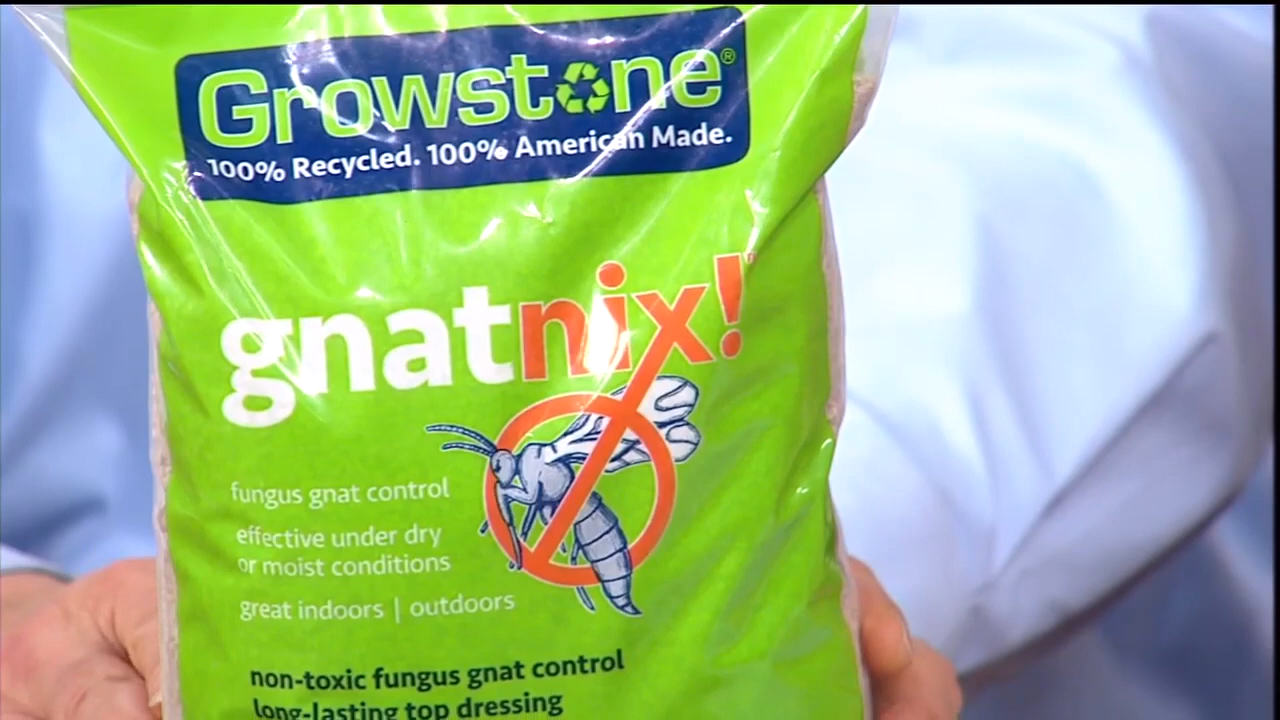 Growstone®
100% Recycled. 100% American Made.
gnatnix!
fungus gnat control
effective under dry
or moist conditions
great indoors | outdoors
non-toxic fungus gnat control
long-lasting top dressing